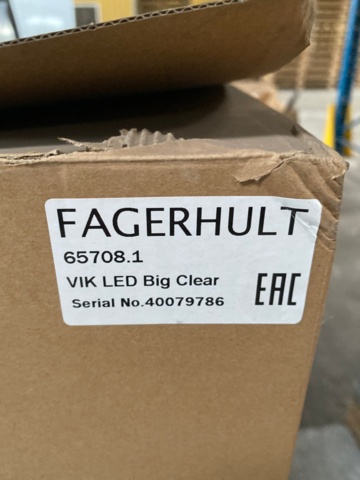 FAGERHULT
65708.1
VIK LED Big Clear
Serial No.40079786
EAC